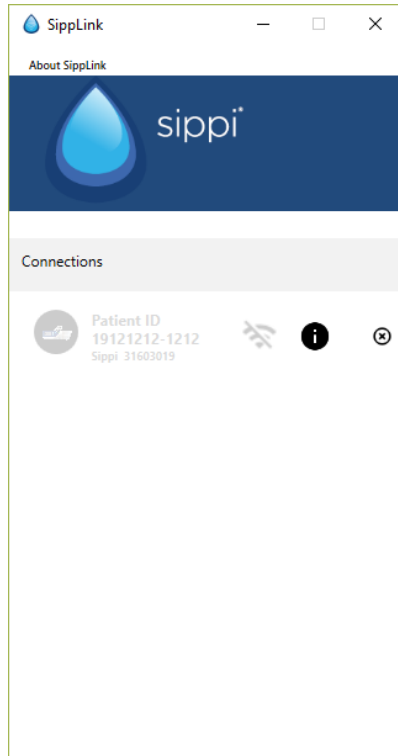 SippLink
About SippLink
sippi
Connections
Patient ID
19121212-1212
Sippi 31603019